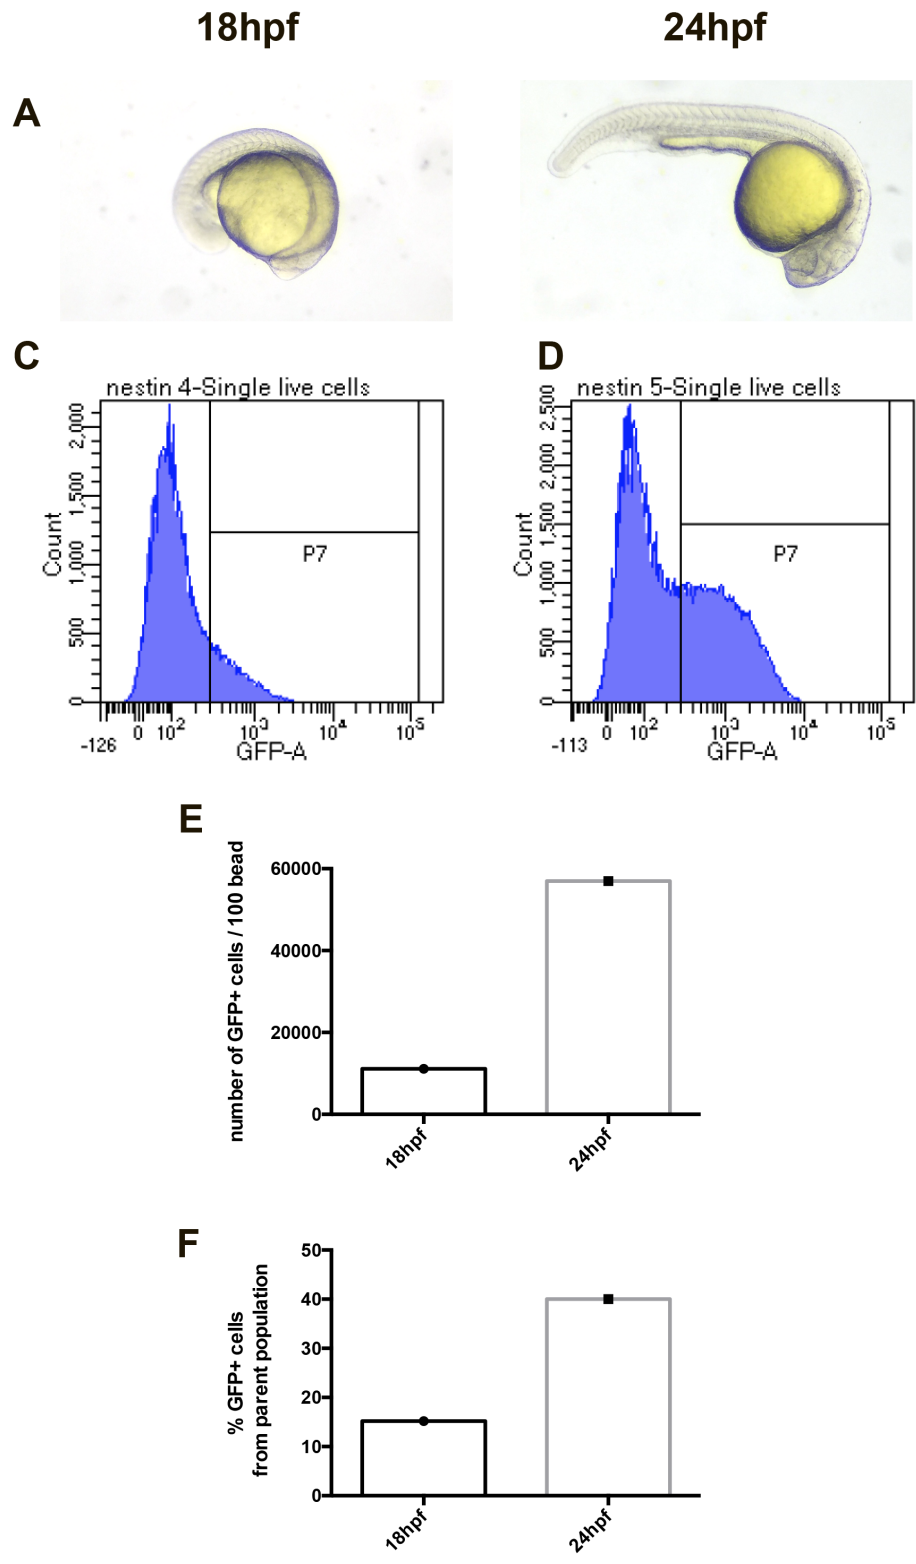 18hpf 24hpf
A
C D
nestin 4-Single live cells nestin 5-Single live cells
2,000
1,500
1,000
500
0
Count
P7
-126 0 10² 10³ 10⁴ 10⁵
GFP-A
2,500
2,000
1,500
1,000
500
0
Count
P7
-113 0 10² 10³ 10⁴ 10⁵
GFP-A
E
number of GFP+ cells / 100 bead
60000
40000
20000
0
18hpf 24hpf
F
% GFP+ cells
from parent population
50
40
30
20
10
0
18hpf 24hpf